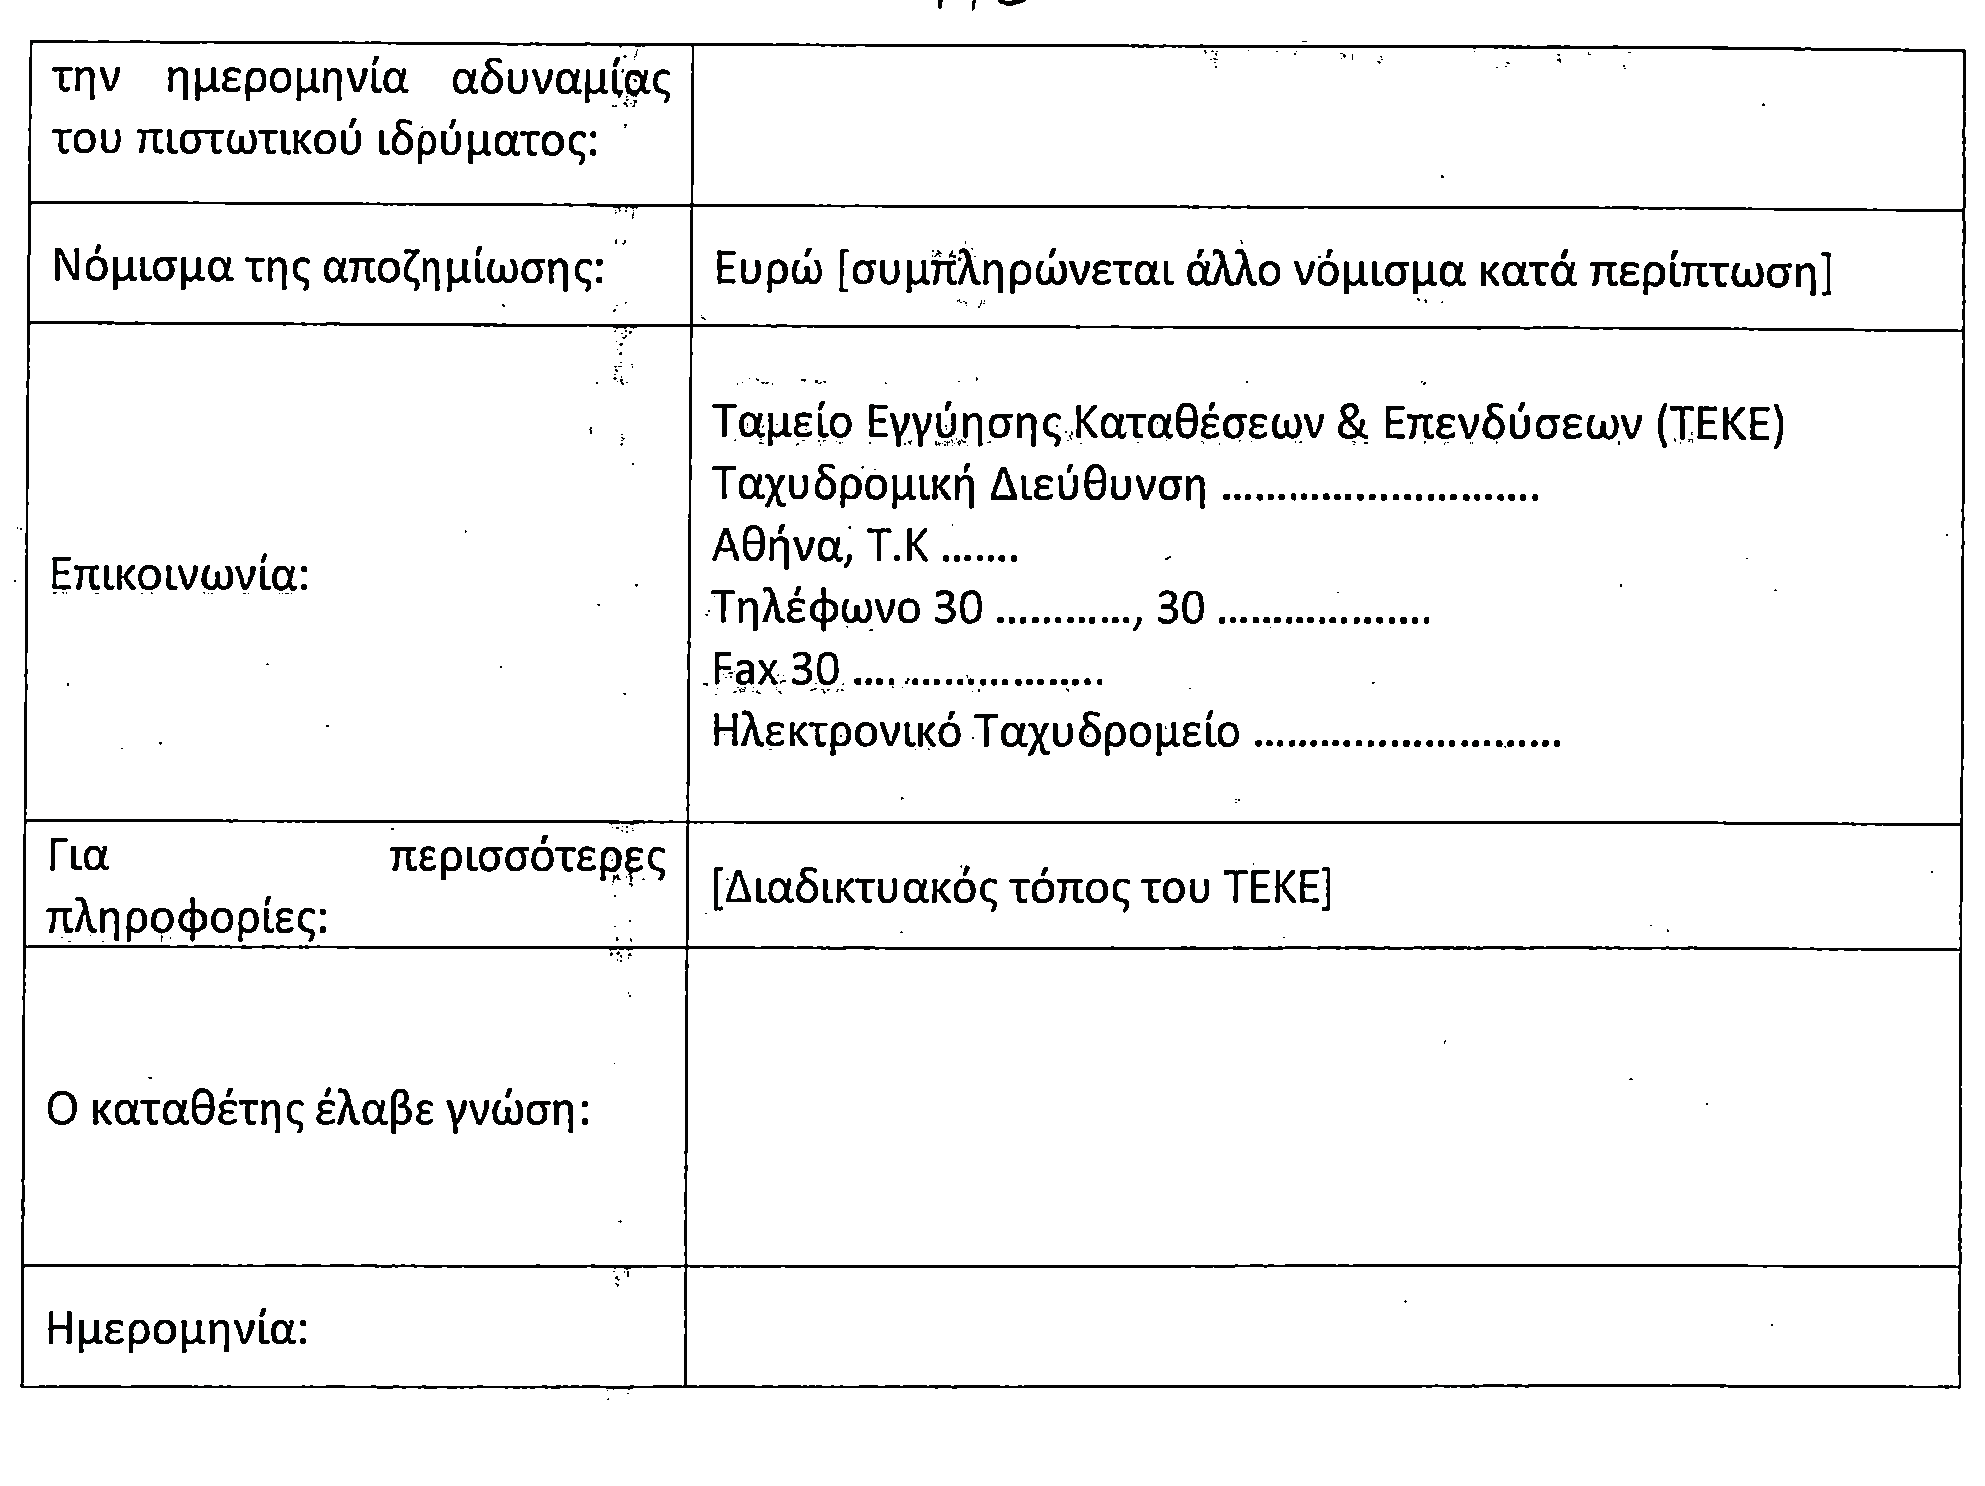 την ημερομηνία αδυναμίας
του πιστωτικού ιδρύματος:
Νόμισμα της αποζημίωσης:
Ευρώ [συμπληρώνεται άλλο νόμισμα κατά περίπτωση]
Επικοινωνία:
Ταμείο Εγγύησης Καταθέσεων & Επενδύσεων (ΤΕΚΕ)
Ταχυδρομική Διεύθυνση .............................
Αθήνα, Τ.Κ .......
Τηλέφωνο 30 ............, 30 ...................
Fax 30 .... ..................
Ηλεκτρονικό Ταχυδρομείο ............................
Για περισσότερες
πληροφορίες:
[Διαδικτυακός τόπος του ΤΕΚΕ]
Ο καταθέτης έλαβε γνώση:
Ημερομηνία: